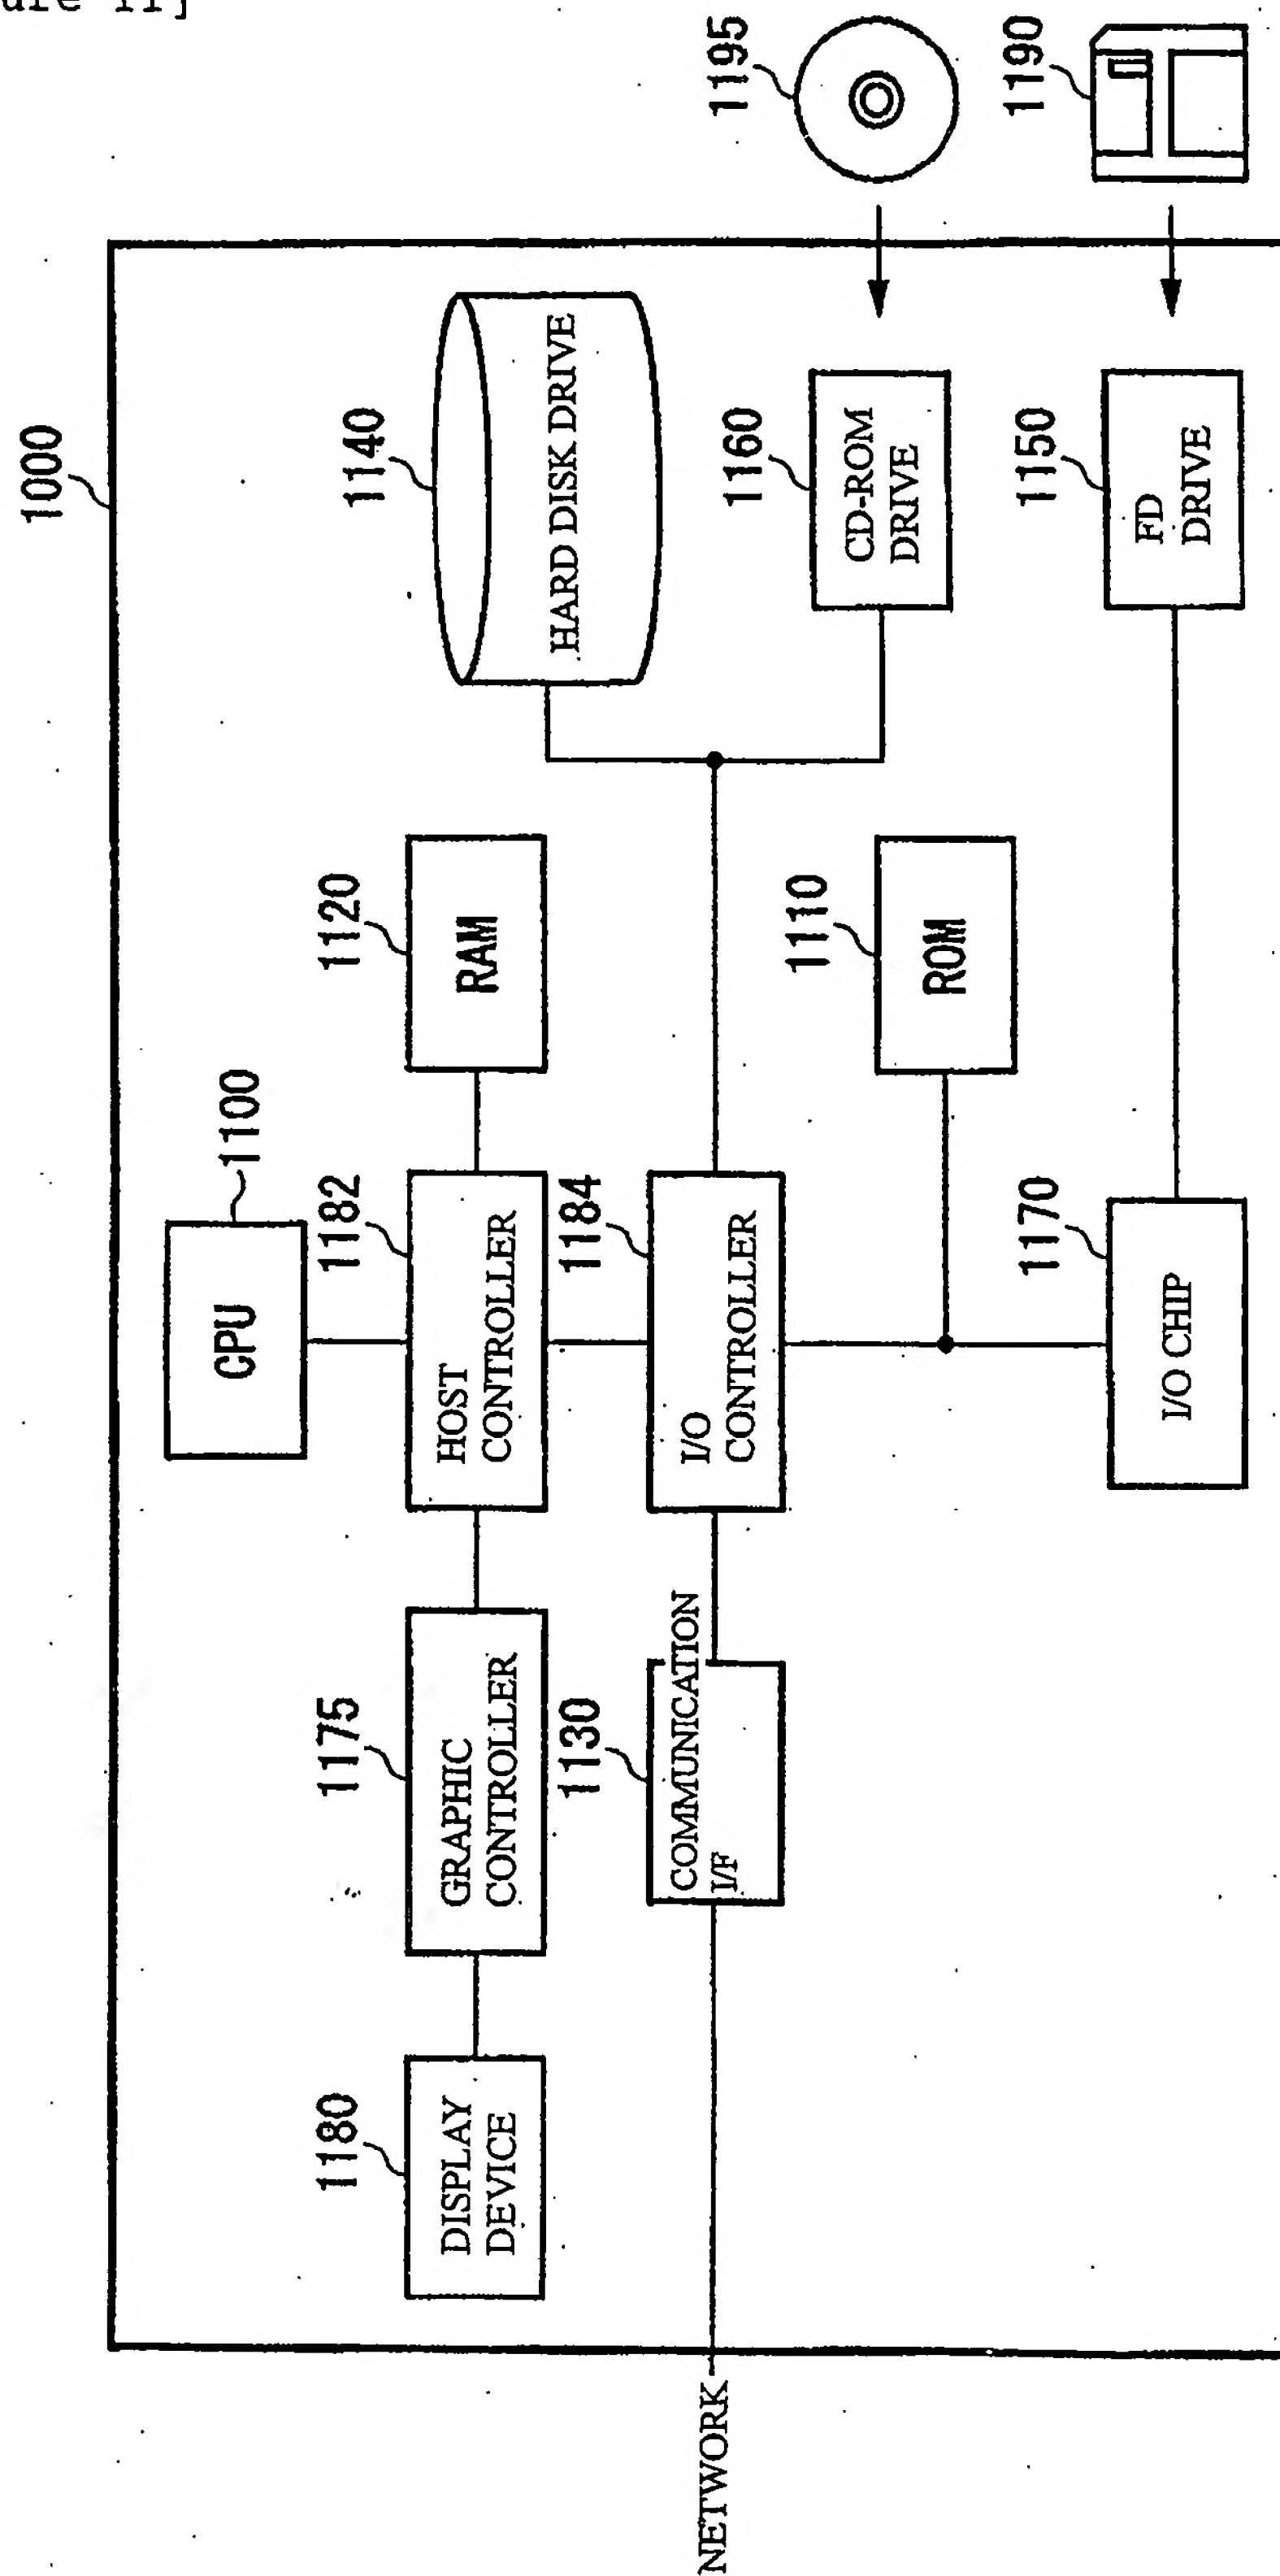 ure 11]
1000
CPU
1100
1180
DISPLAY
DEVICE
1175
GRAPHIC
CONTROLLER
1182
HOST
CONTROLLER
1120
RAM
1140
HARD DISK DRIVE
1130
COMMUNICATION
I/F
NETWORK
1184
I/O
CONTROLLER
1110
ROM
1160
CD-ROM
DRIVE
1195
1170
I/O CHIP
1150
FD
DRIVE
1190